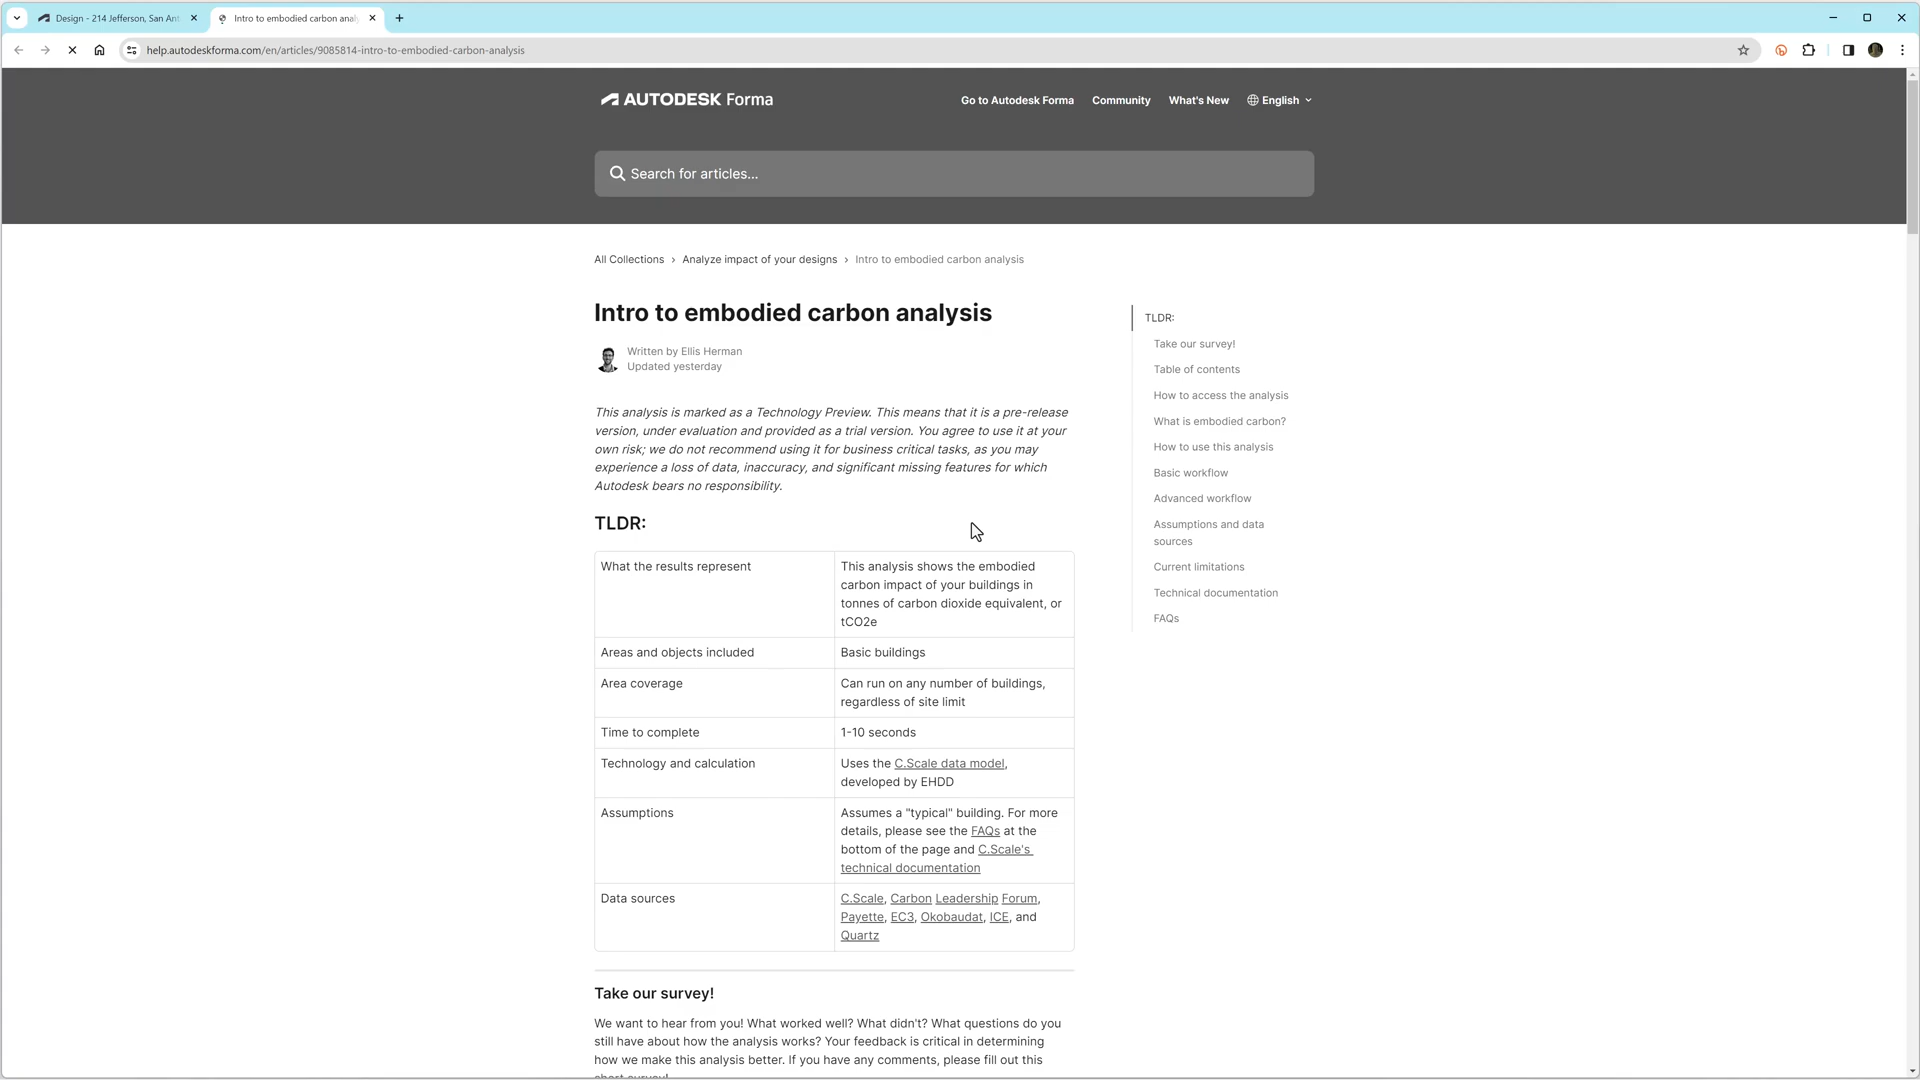 Design - 214 Jefferson, San Ant
Intro to embodied carbon analy
help.autodeskforma.com/en/articles/9085814-intro-to-embodied-carbon-analysis
AUTODESK Forma
Go to Autodesk Forma
Community
What's New
English
Search for articles...
All Collections > Analyze impact of your designs > Intro to embodied carbon analysis
Intro to embodied carbon analysis
Written by Ellis Herman
Updated yesterday
This analysis is marked as a Technology Preview. This means that it is a pre-release
version, under evaluation and provided as a trial version. You agree to use it at your
own risk; we do not recommend using it for business critical tasks, as you may
experience a loss of data, inaccuracy, and significant missing features for which
Autodesk bears no responsibility.
TLDR:
What the results represent
This analysis shows the embodied
carbon impact of your buildings in
tonnes of carbon dioxide equivalent, or
tCO2e
Areas and objects included
Basic buildings
Area coverage
Can run on any number of buildings,
regardless of site limit
Time to complete
1-10 seconds
Technology and calculation
Uses the C.Scale data model,
developed by EHDD
Assumptions
Assumes a "typical" building. For more
details, please see the FAQs at the
bottom of the page and C.Scale's
technical documentation
Data sources
C.Scale, Carbon Leadership Forum,
Payette, EC3, Okobaudat, ICE, and
Quartz
Take our survey!
We want to hear from you! What worked well? What didn't? What questions do you
still have about how the analysis works? Your feedback is critical in determining
how we make this analysis better. If you have any comments, please fill out this
short survey!
TLDR:
Take our survey!
Table of contents
How to access the analysis
What is embodied carbon?
How to use this analysis
Basic workflow
Advanced workflow
Assumptions and data
sources
Current limitations
Technical documentation
FAQs